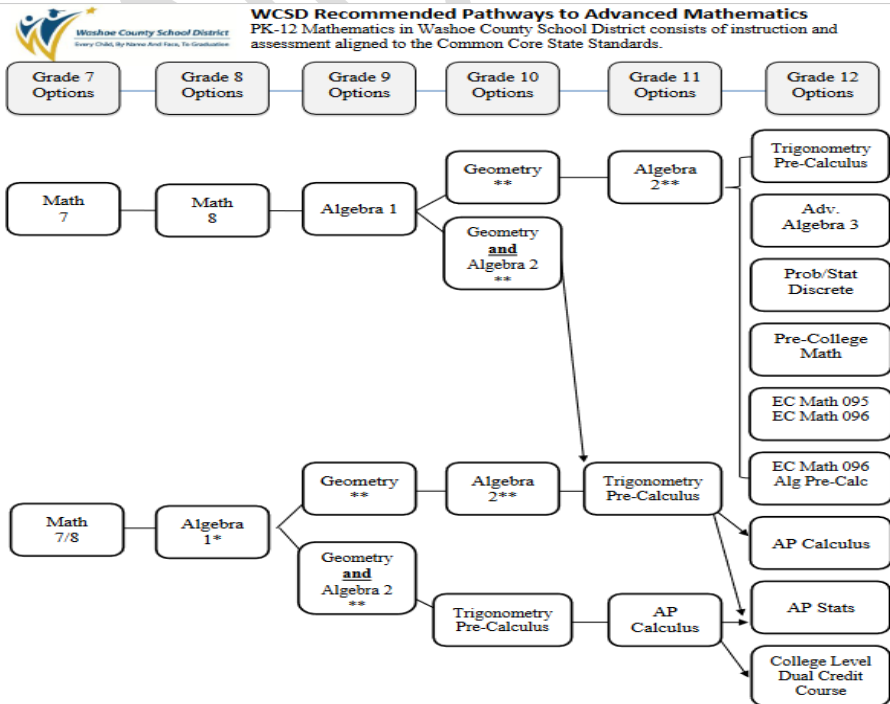 WCSD Recommended Pathways to Advanced Mathematics
Washoe County School District
Every Child, By Name And Face, To Graduation
PK-12 Mathematics in Washoe County School District consists of instruction and
assessment aligned to the Common Core State Standards.
Grade 7
Options
Grade 8
Options
Grade 9
Options
Grade 10
Options
Grade 11
Options
Grade 12
Options
Math
7
Math
8
Algebra 1
Geometry
**
Geometry
and
Algebra 2
**
Algebra
2**
Trigonometry
Pre-Calculus
Adv.
Algebra 3
Prob/Stat
Discrete
Pre-College
Math
EC Math 095
EC Math 096
EC Math 096
Alg Pre-Calc
Math
7/8
Algebra
1*
Geometry
**
Geometry
and
Algebra 2
**
Algebra
2**
Trigonometry
Pre-Calculus
Trigonometry
Pre-Calculus
AP
Calculus
AP Calculus
AP Stats
College Level
Dual Credit
Course